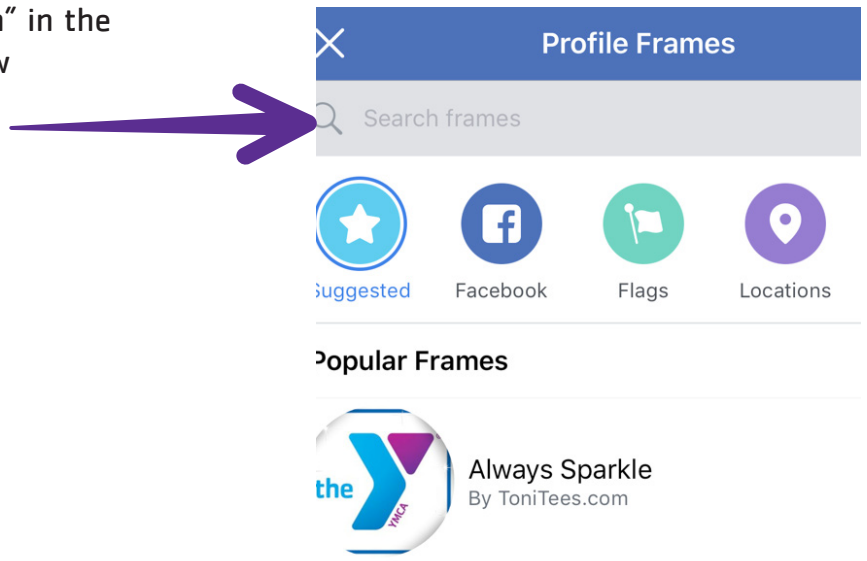 " in the
Profile Frames
Search frames
Suggested
Facebook
Flags
Locations
Popular Frames
the
YMCA
Always Sparkle
By ToniTees.com